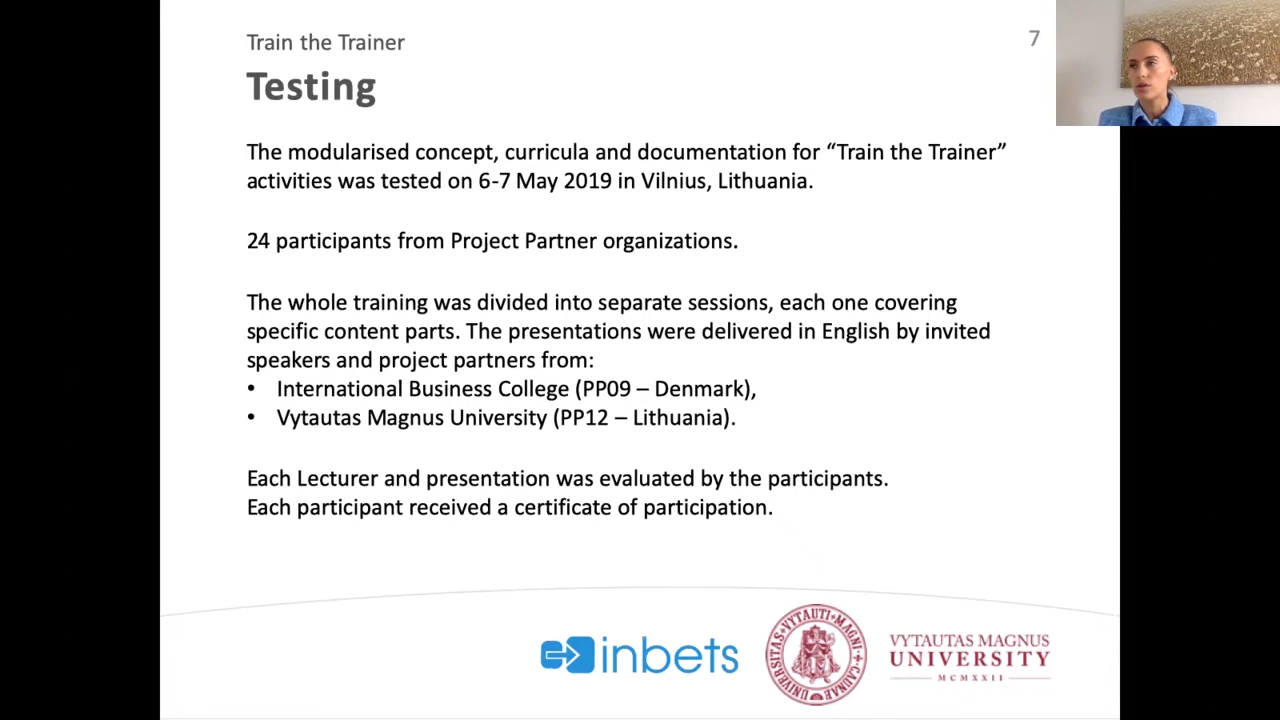 Train the Trainer
7
Testing
The modularised concept, curricula and documentation for “Train the Trainer”
activities was tested on 6-7 May 2019 in Vilnius, Lithuania.
24 participants from Project Partner organizations.
The whole training was divided into separate sessions, each one covering
specific content parts. The presentations were delivered in English by invited
speakers and project partners from:
• International Business College (PP09 – Denmark),
• Vytautas Magnus University (PP12 – Lithuania).
Each Lecturer and presentation was evaluated by the participants.
Each participant received a certificate of participation.
inbets
UNIVERSITAS • VYTAUTI • MAGNI • CAUNAE •
VYTAUTAS MAGNUS
UNIVERSITY
MCMXXII